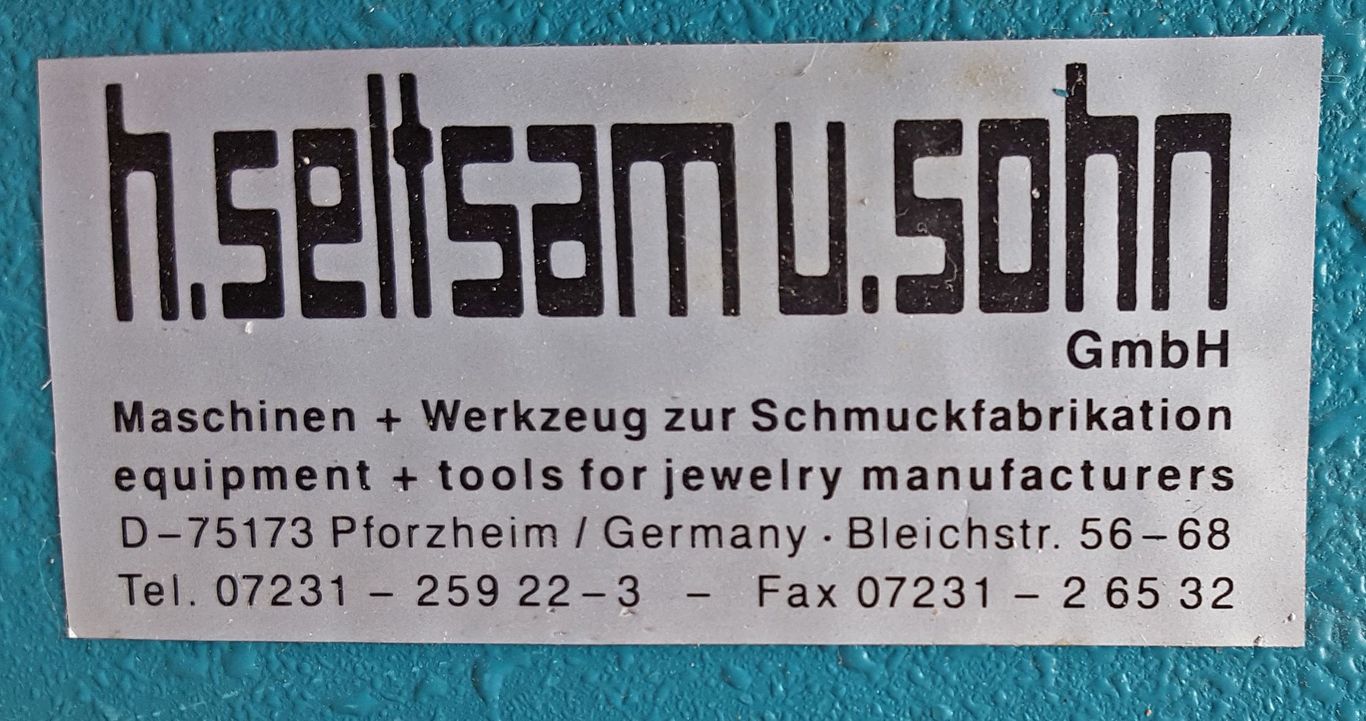 h.seltsam u.sohn
GmbH
Maschinen + Werkzeug zur Schmuckfabrikation
equipment + tools for jewelry manufacturers
D–75173 Pforzheim / Germany · Bleichstr. 56–68
Tel. 07231 – 259 22–3 – Fax 07231 – 2 65 32